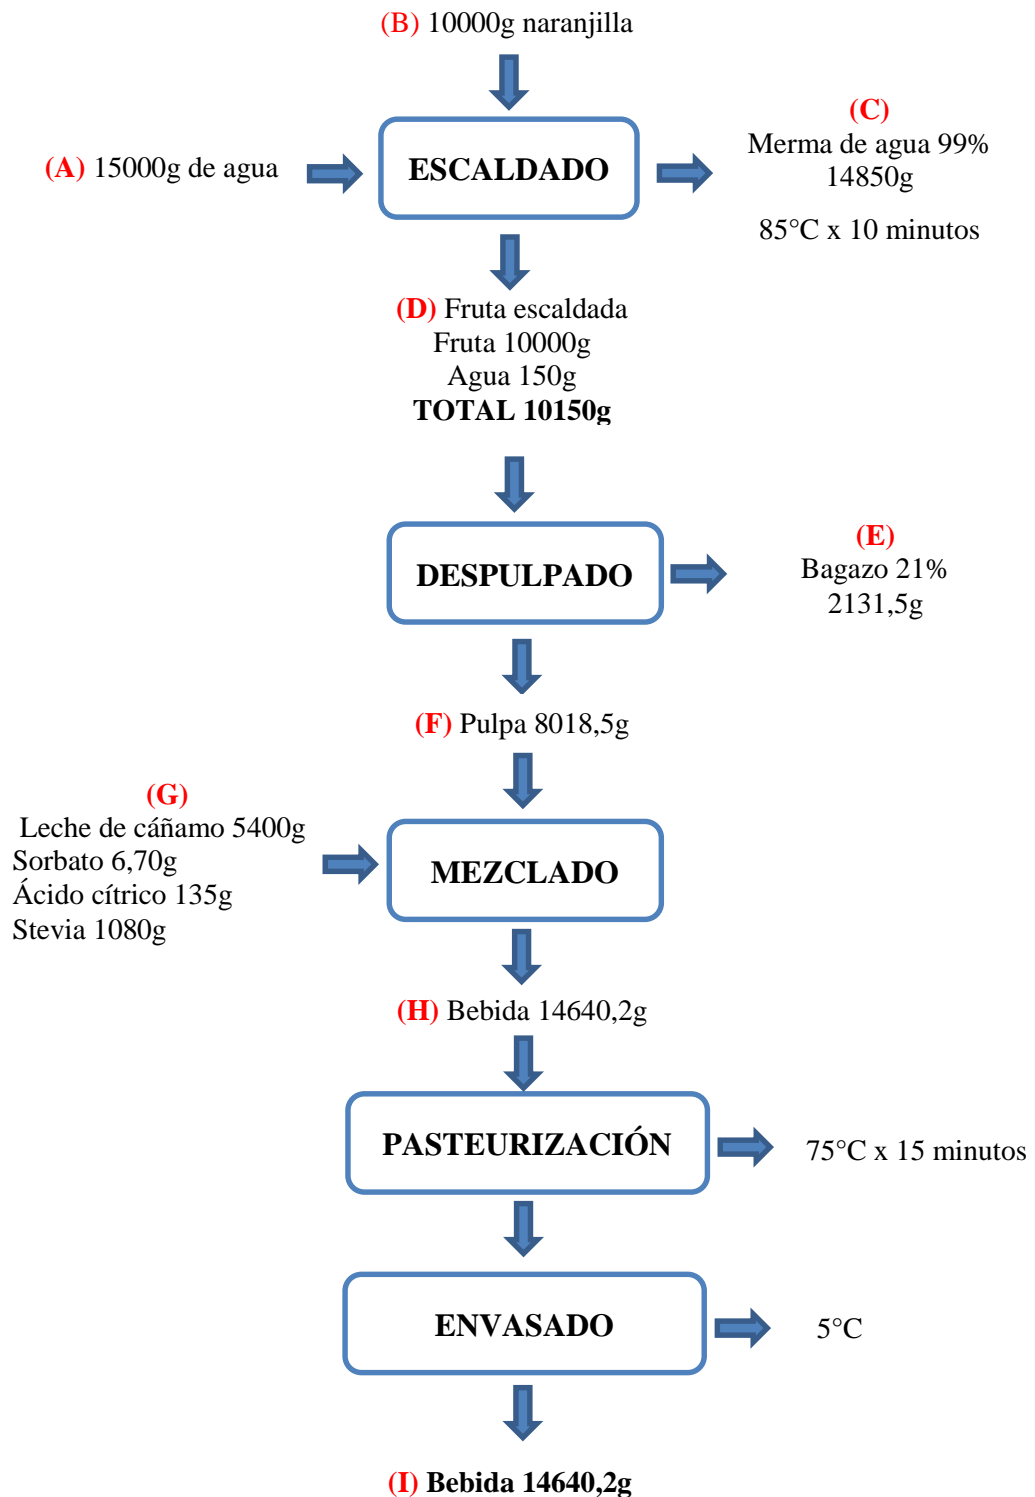 (B) 10000g naranjilla
(A) 15000g de agua
ESCALDADO
(C)
Merma de agua 99%
14850g
85°C x 10 minutos
(D) Fruta escaldada
Fruta 10000g
Agua 150g
TOTAL 10150g
DESPULPADO
(E)
Bagazo 21%
2131,5g
(F) Pulpa 8018,5g
(G)
Leche de cáñamo 5400g
Sorbato 6,70g
Ácido cítrico 135g
Stevia 1080g
MEZCLADO
(H) Bebida 14640,2g
PASTEURIZACIÓN
75°C x 15 minutos
ENVASADO
5°C
(I) Bebida 14640,2g